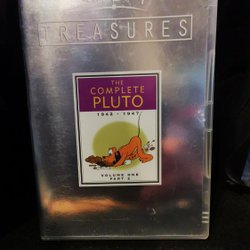 TREASURES
THE
COMPLETE
PLUTO
1942 - 1947
VOLUME ONE
PART 2